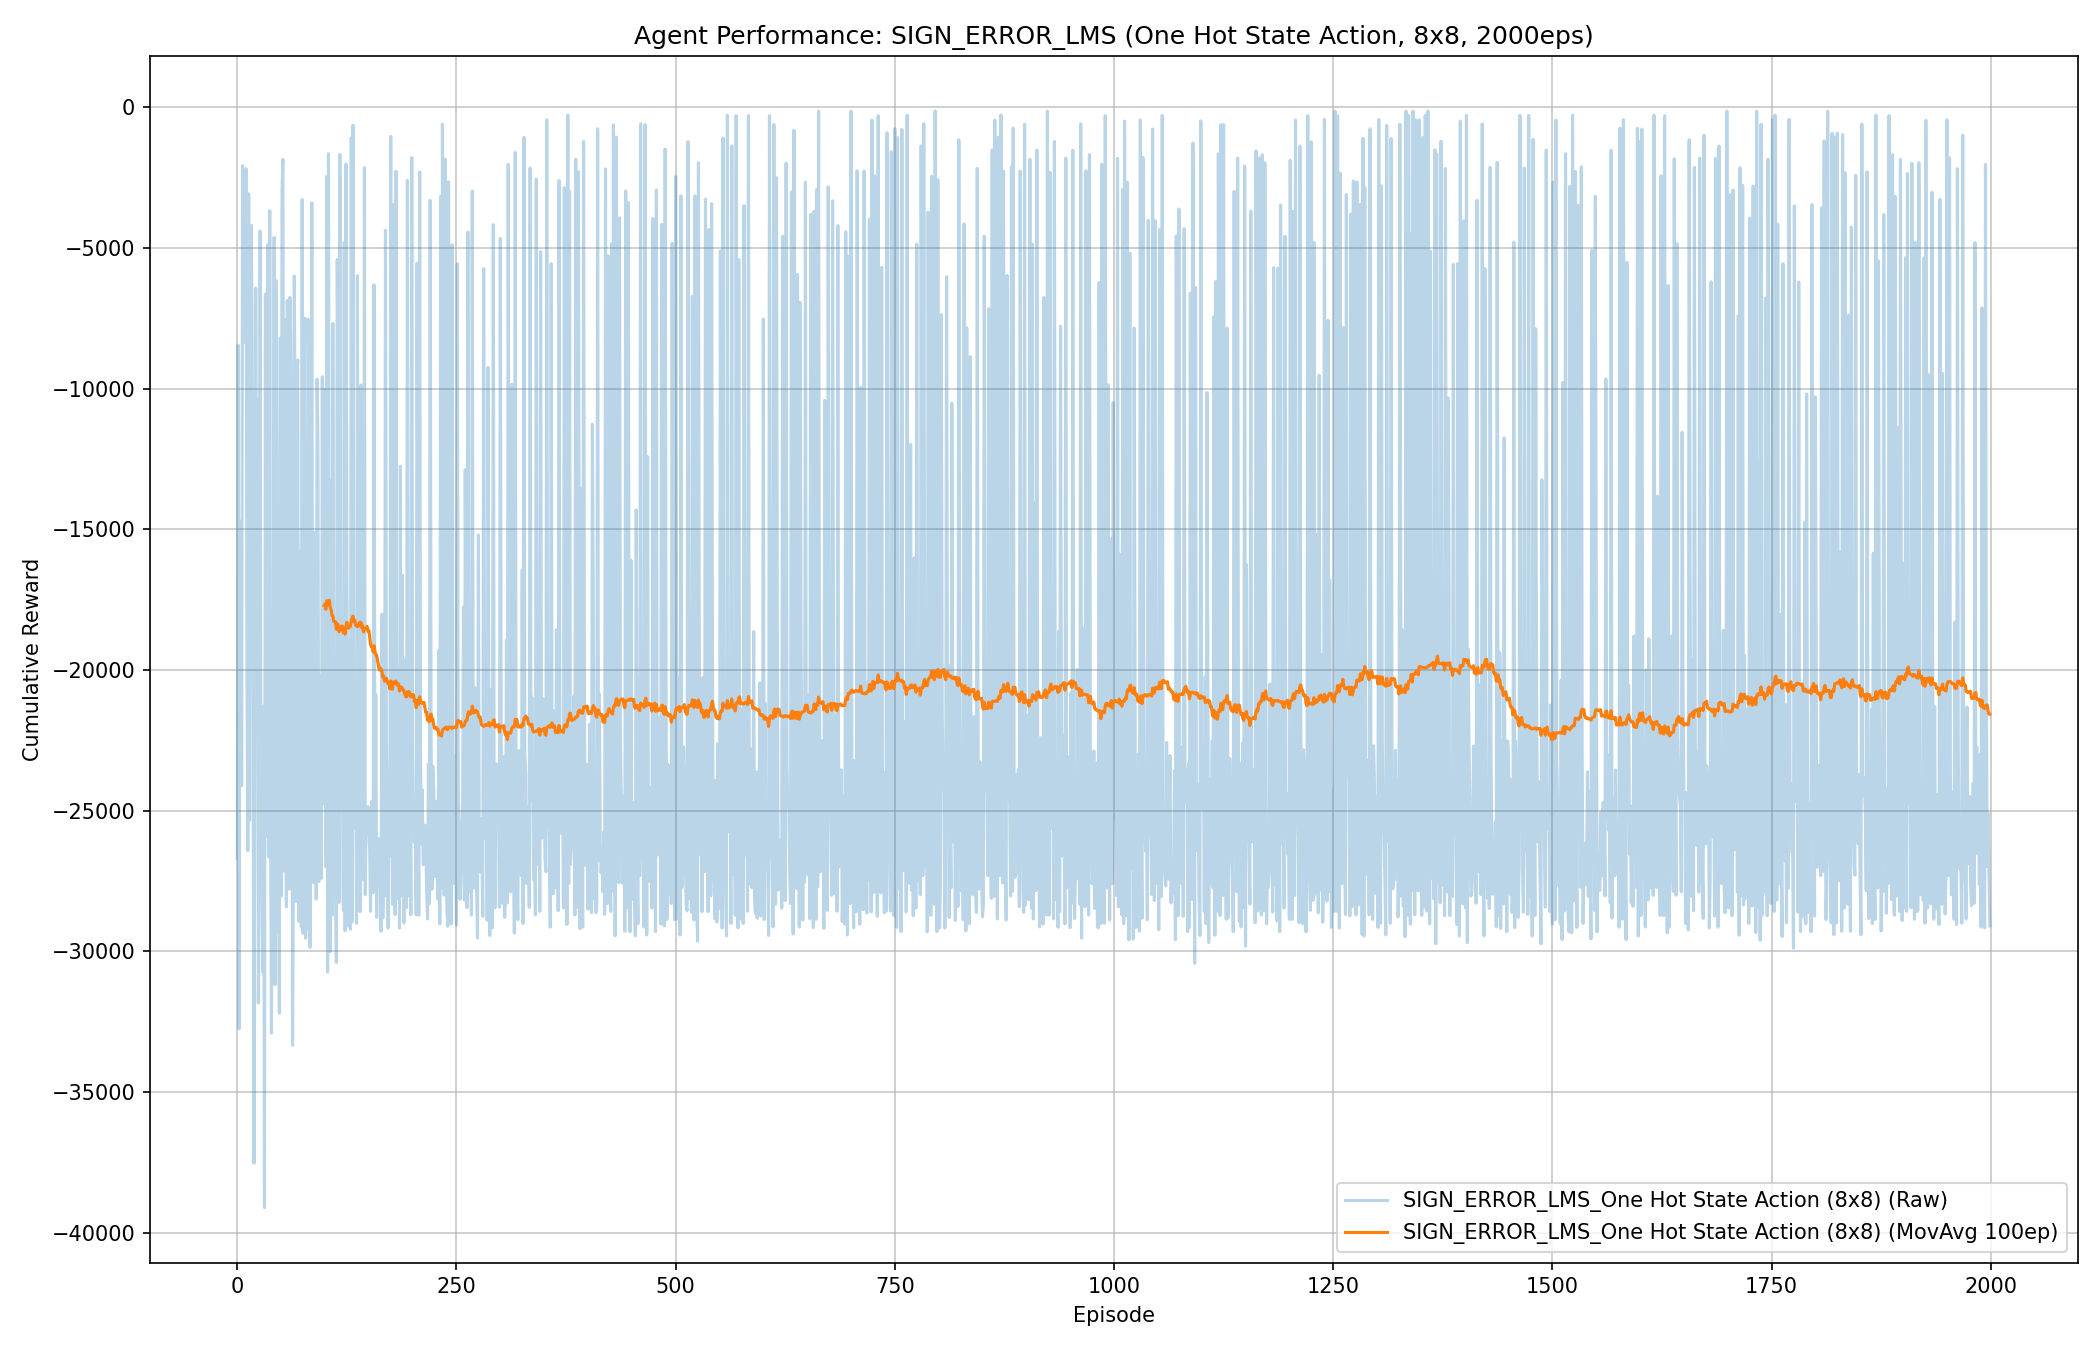 Agent Performance: SIGN_ERROR_LMS (One Hot State Action, 8x8, 2000eps)
Cumulative Reward
0
−5000
−10000
−15000
−20000
−25000
−30000
−35000
−40000
SIGN_ERROR_LMS_One Hot State Action (8x8) (Raw)
SIGN_ERROR_LMS_One Hot State Action (8x8) (MovAvg 100ep)
0 250 500 750 1000 1250 1500 1750 2000
Episode